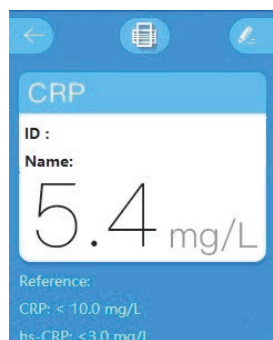 CRP
ID :
Name:
5.4 mg/L
Reference:
CRP: < 10.0 mg/L
hs-CRP: <3.0 mg/L